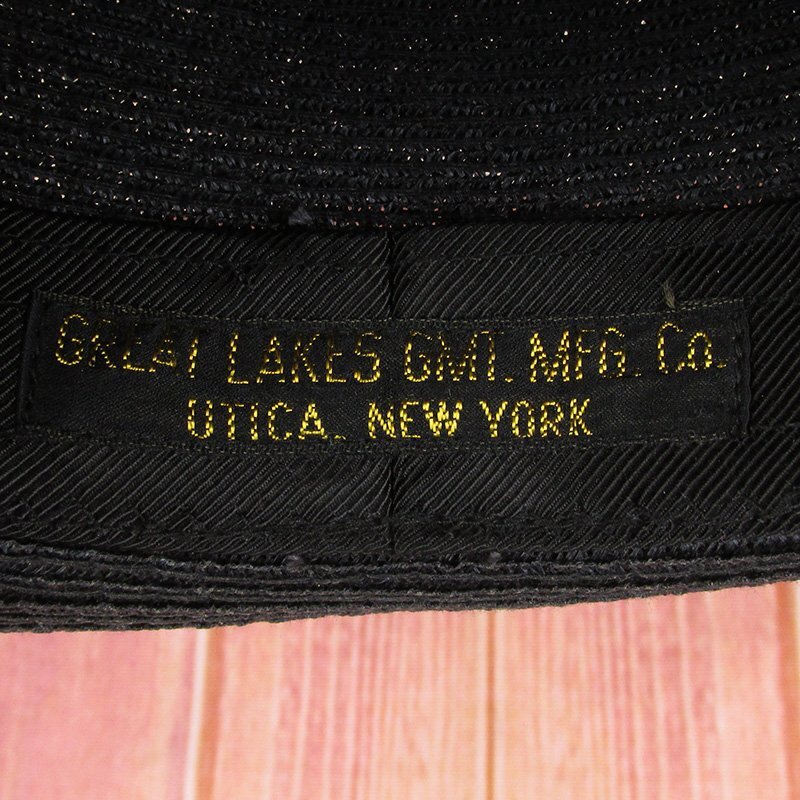 GREAT LAKES GMT. MFG. Co.
UTICA, NEW YORK